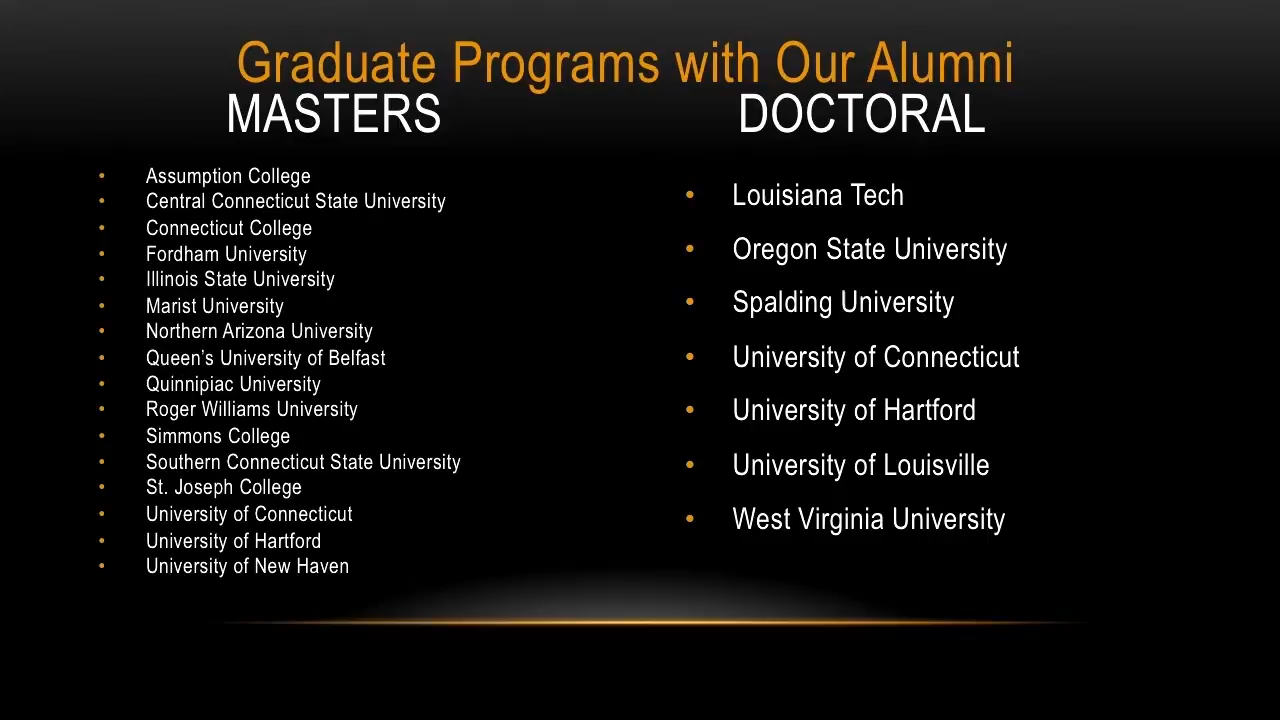 Graduate Programs with Our Alumni
MASTERS
• Assumption College
• Central Connecticut State University
• Connecticut College
• Fordham University
• Illinois State University
• Marist University
• Northern Arizona University
• Queen’s University of Belfast
• Quinnipiac University
• Roger Williams University
• Simmons College
• Southern Connecticut State University
• St. Joseph College
• University of Connecticut
• University of Hartford
• University of New Haven
DOCTORAL
• Louisiana Tech
• Oregon State University
• Spalding University
• University of Connecticut
• University of Hartford
• University of Louisville
• West Virginia University